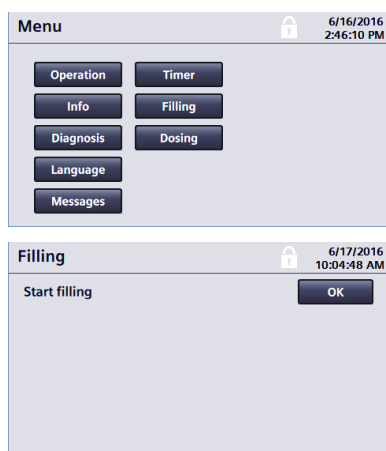 Menu
6/16/2016
2:46:10 PM
Operation
Timer
Info
Filling
Diagnosis
Dosing
Language
Messages
Filling
6/17/2016
10:04:48 AM
Start filling
OK